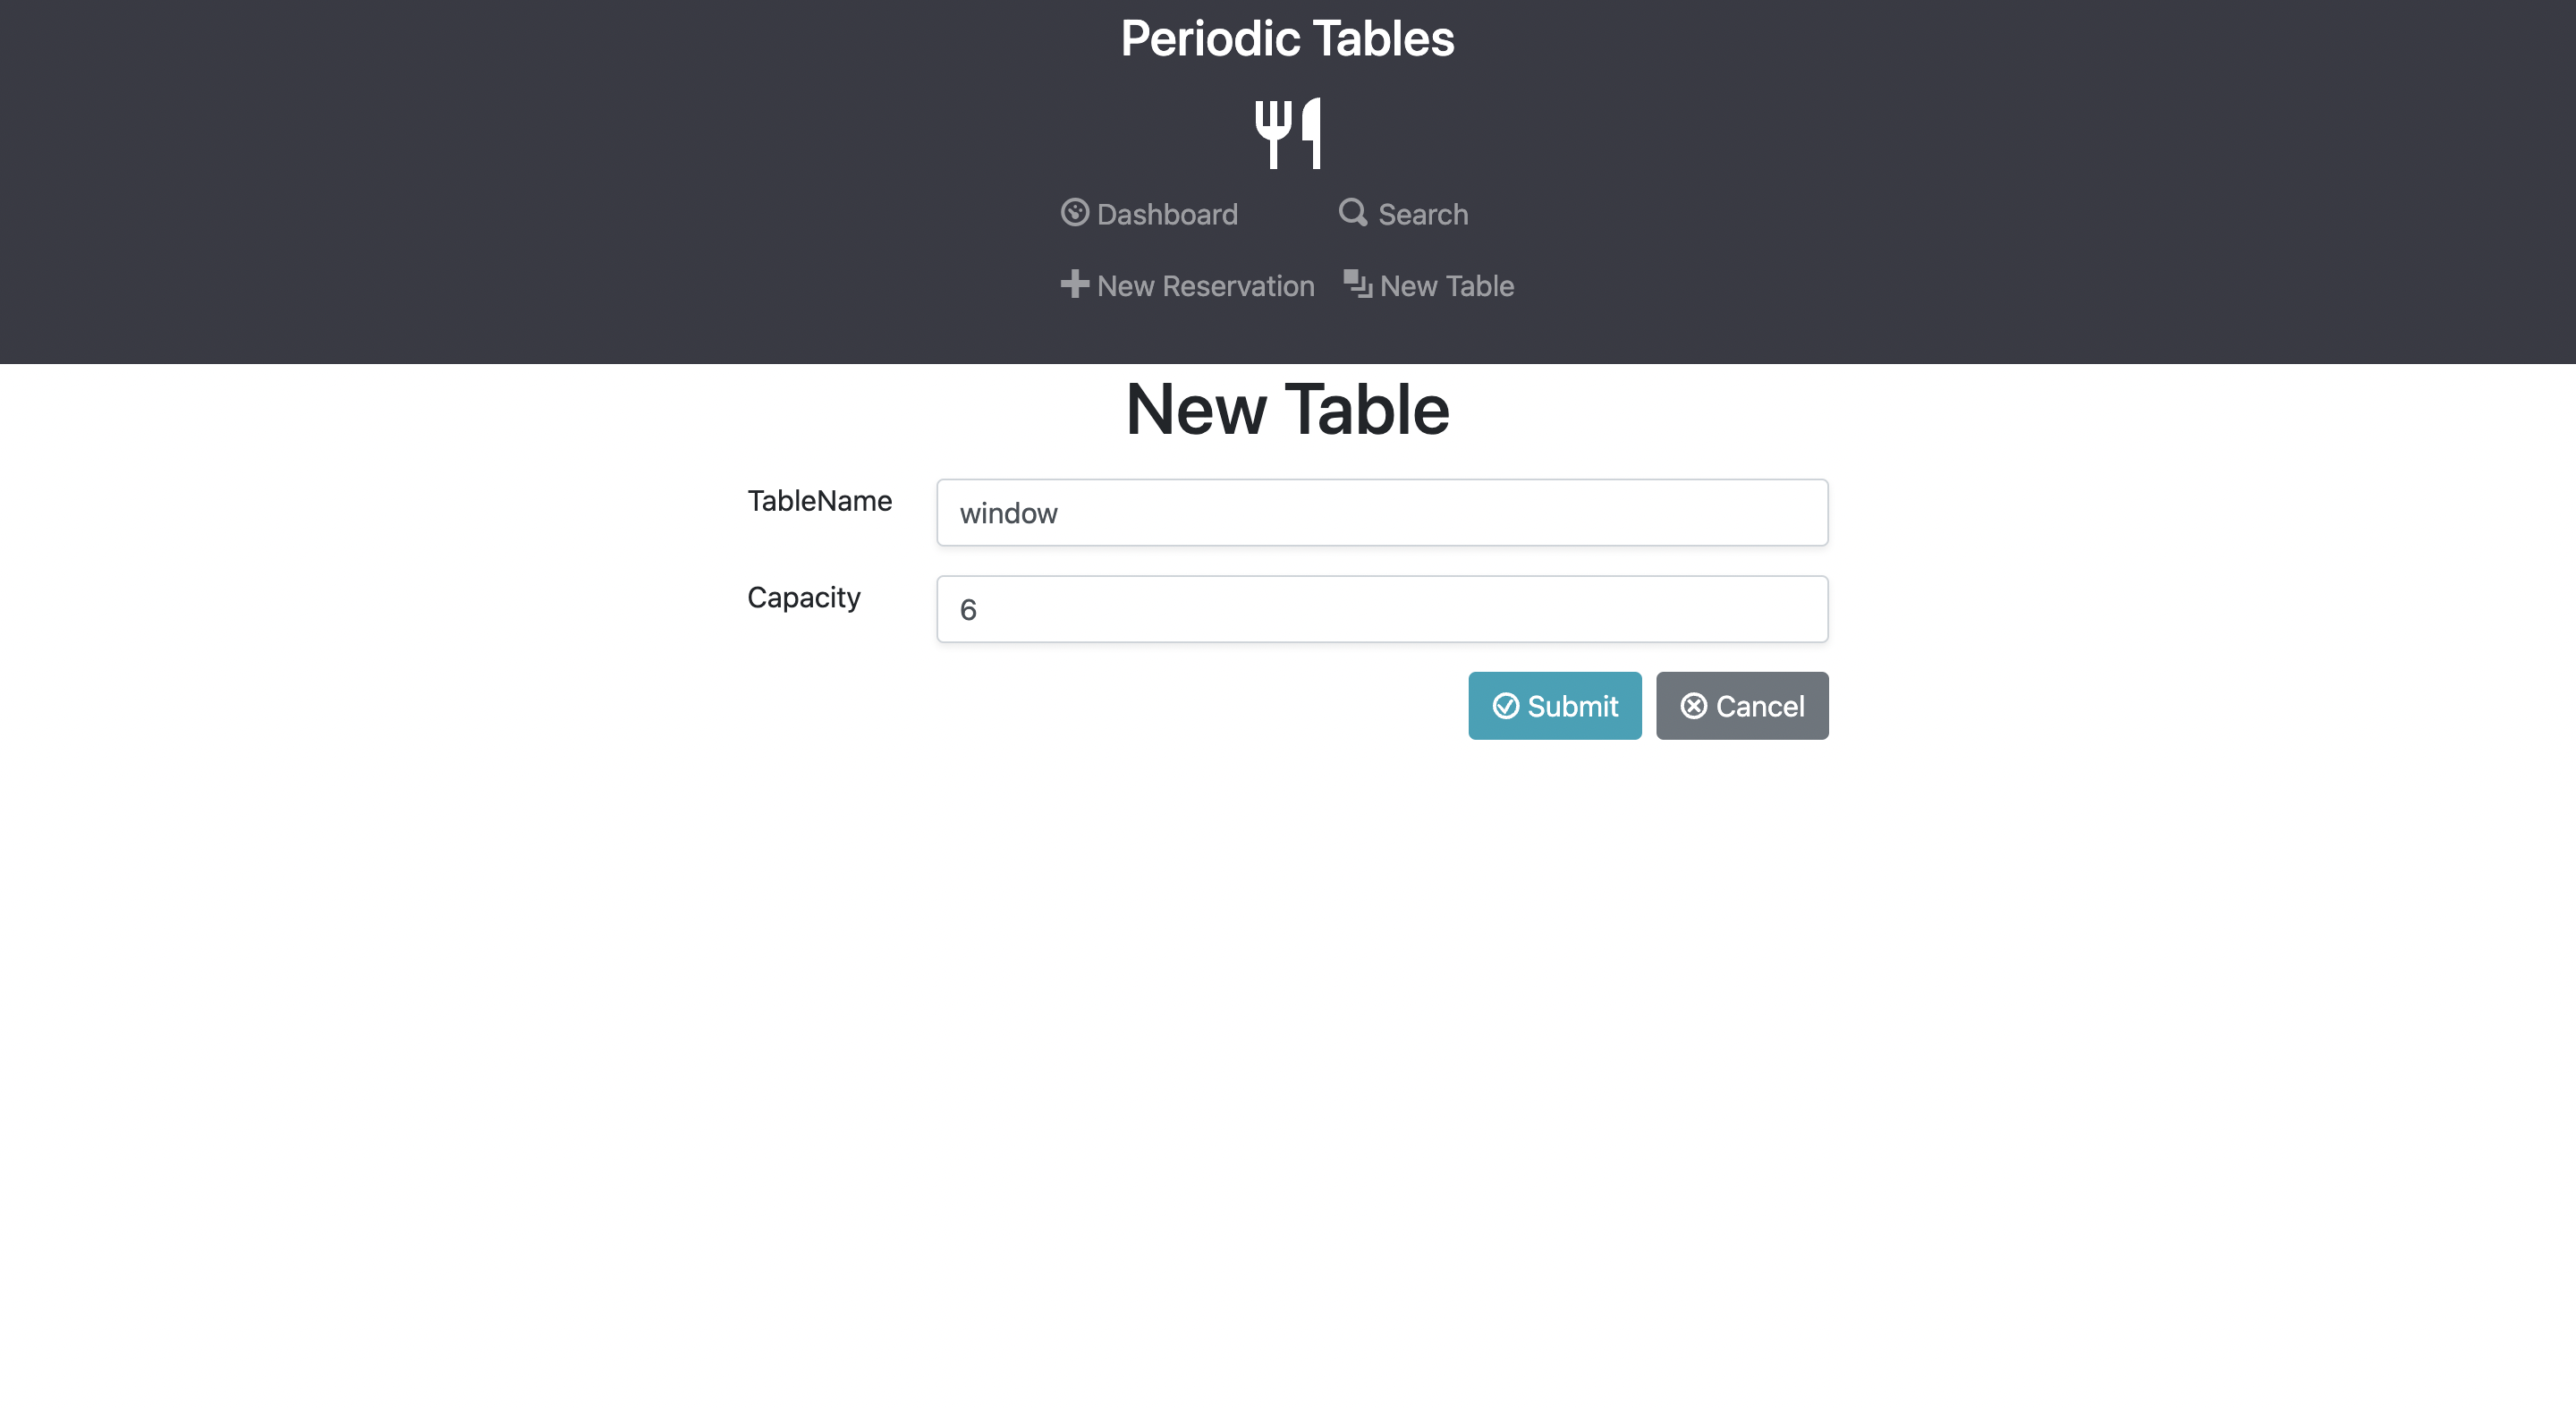 Periodic Tables
Dashboard
Search
New Reservation
New Table
New Table
TableName
window
Capacity
6
Submit
Cancel